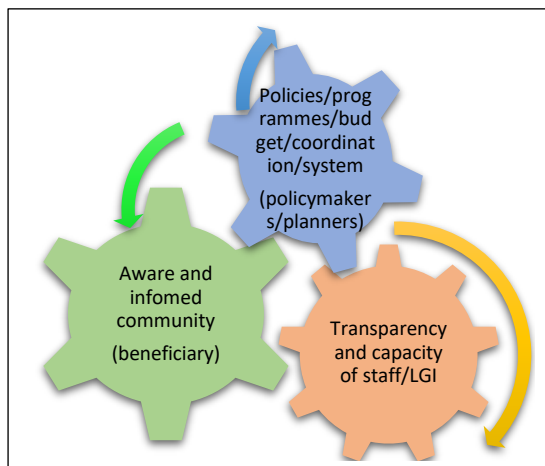 Policies/prog
rammes/bud
get/coordinat
ion/system
(policymaker
s/planners)
Aware and
infomed
community
(beneficiary)
Transparency
and capacity
of staff/LGI